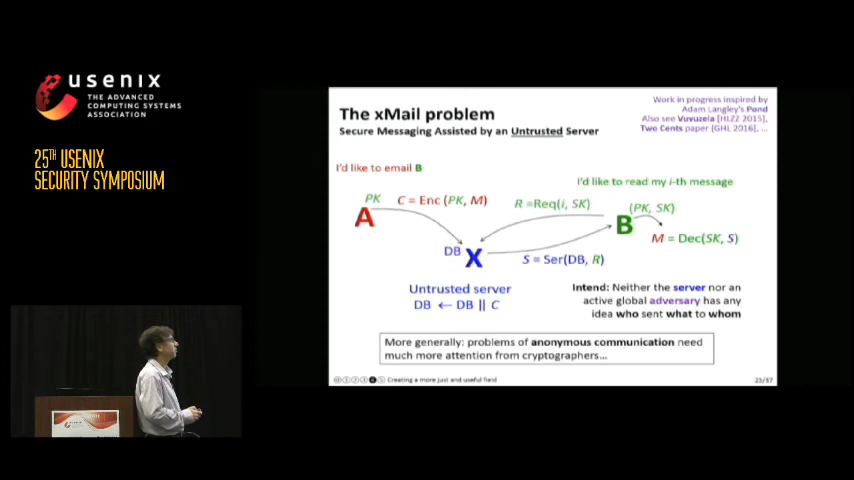 usenix
THE ADVANCED
COMPUTING SYSTEMS
ASSOCIATION
25TH USENIX
SECURITY SYMPOSIUM
The xMail problem
Secure Messaging Assisted by an Untrusted Server
Work in progress inspired by
Adam Langley's Pond
Also see Vuvuzela [HLZZ 2015],
Two Cents paper [GHL 2016], ...
I'd like to email B
I'd like to read my i-th message
PK C = Enc (PK, M)
R =Req(i, SK)
(PK, SK)
A
B
M = Dec(SK, S)
DB X
S = Ser(DB, R)
Untrusted server
DB ← DB || C
Intend: Neither the server nor an
active global adversary has any
idea who sent what to whom
More generally: problems of anonymous communication need
much more attention from cryptographers...
Creating a more just and useful field
23/37